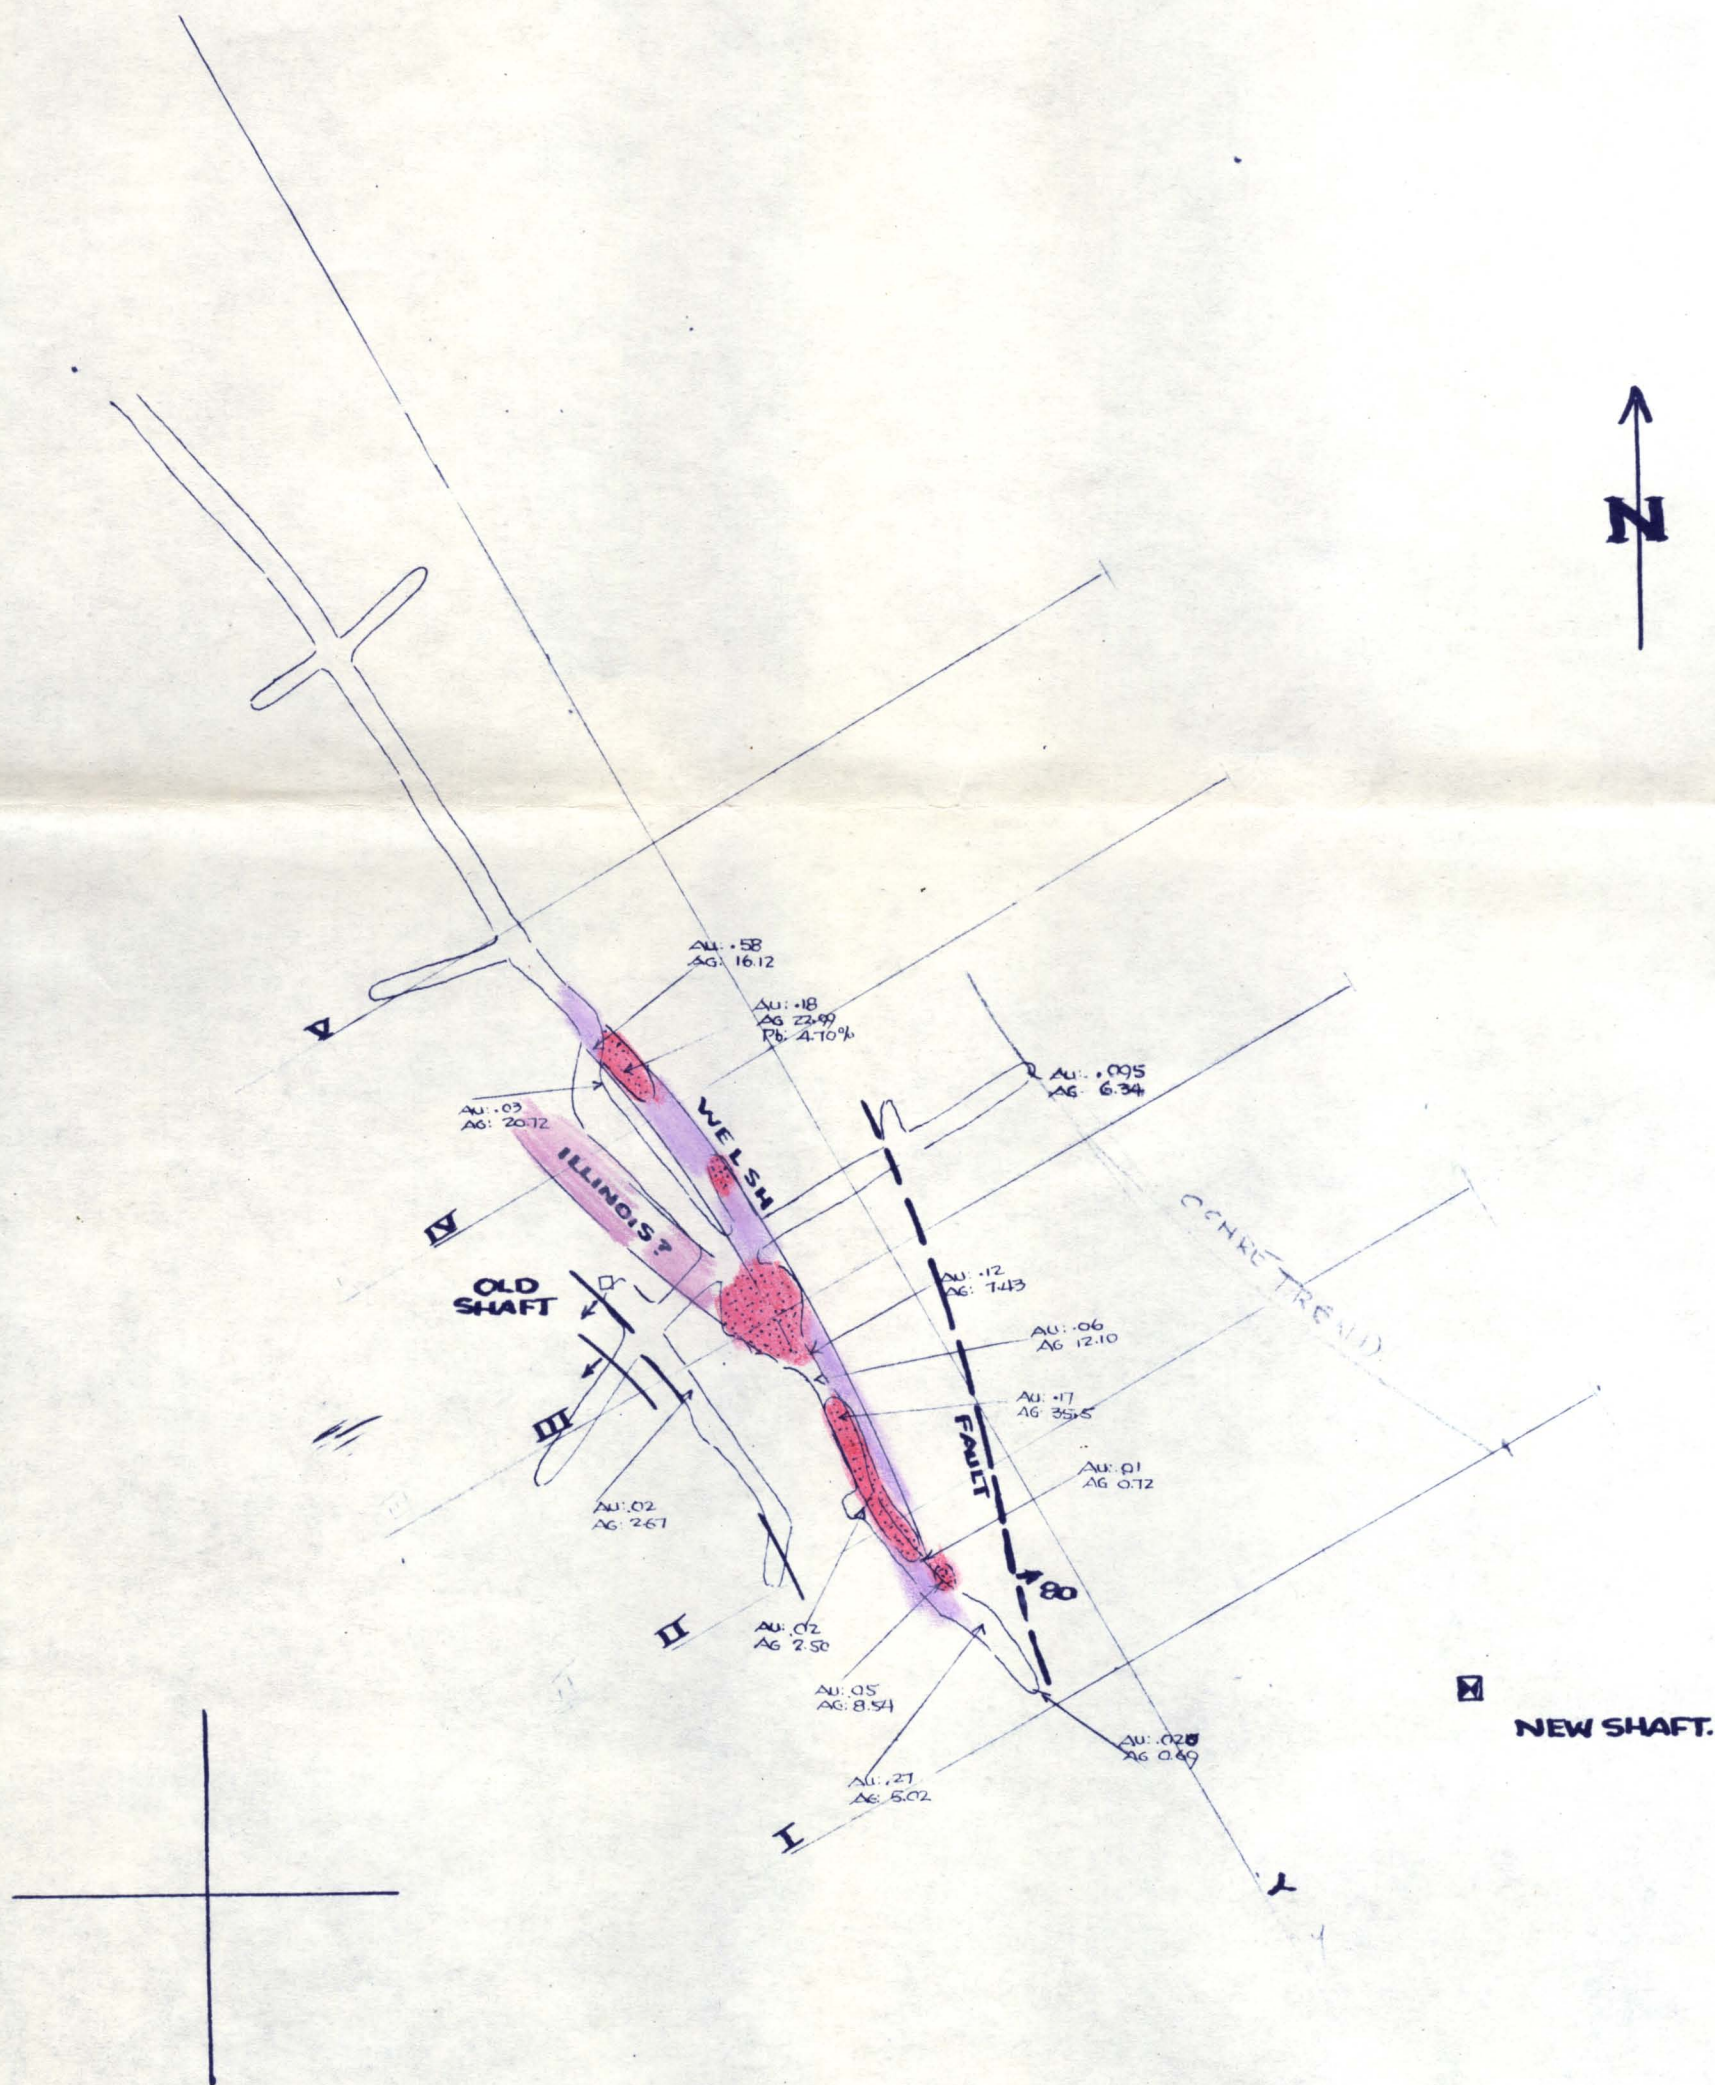 N
AU: .58
AG: 16.12
AU: .18
AG 22.99
Pb: 4.70%
V
AU: .095
AG 6.34
AU: .03
AG: 20.72
WELSH
ILLINOIS?
IV
OLD
SHAFT
AU: .12
AG: 7.43
AU: .06
AG 12.10
AU: .17
AG 35.5
III
FAULT
AU: .01
AG 0.72
AU: .02
AG: 2.67
80
II
AU: .02
AG 2.50
AU: .05
AG: 8.54
NEW SHAFT.
AG 0.69
AU: .27
AG: 5.02
I